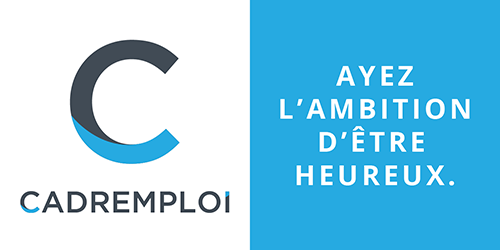 C
CADREMPLOI
AYEZ
L’AMBITION
D’ÊTRE
HEUREUX.